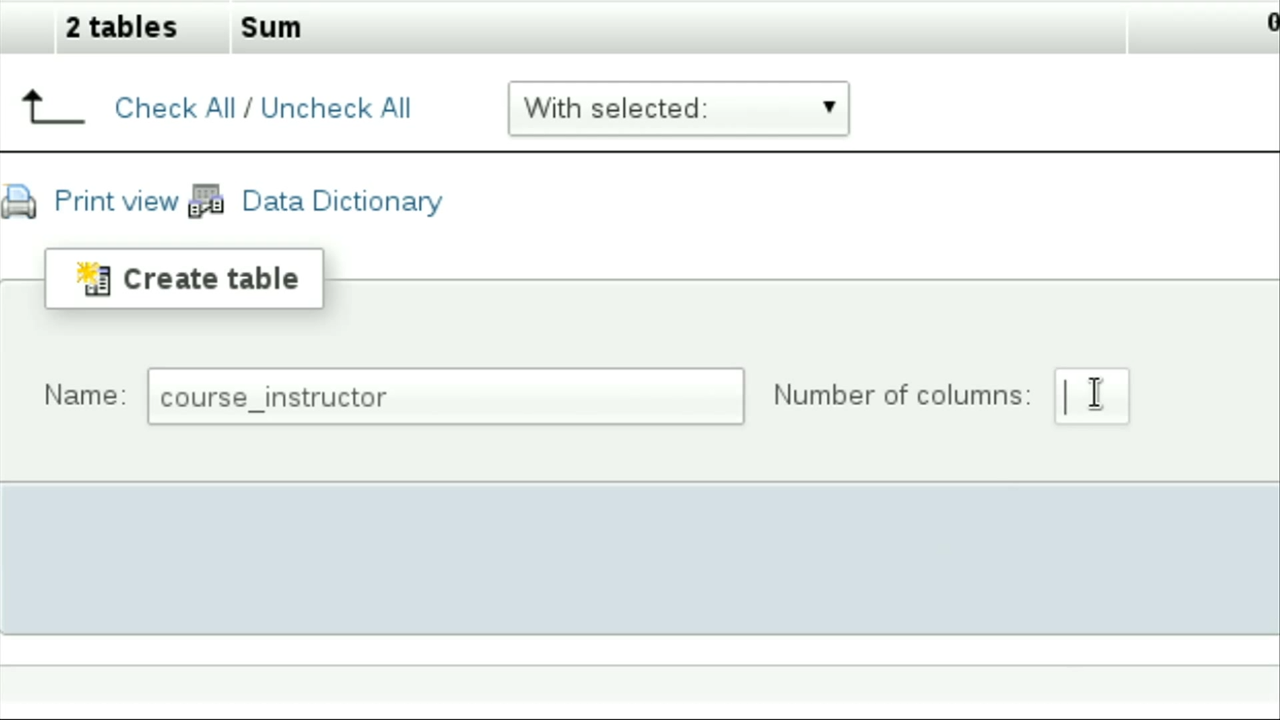 2 tables Sum 0
Check All / Uncheck All With selected:
Print view Data Dictionary
Create table
Name: course_instructor Number of columns: